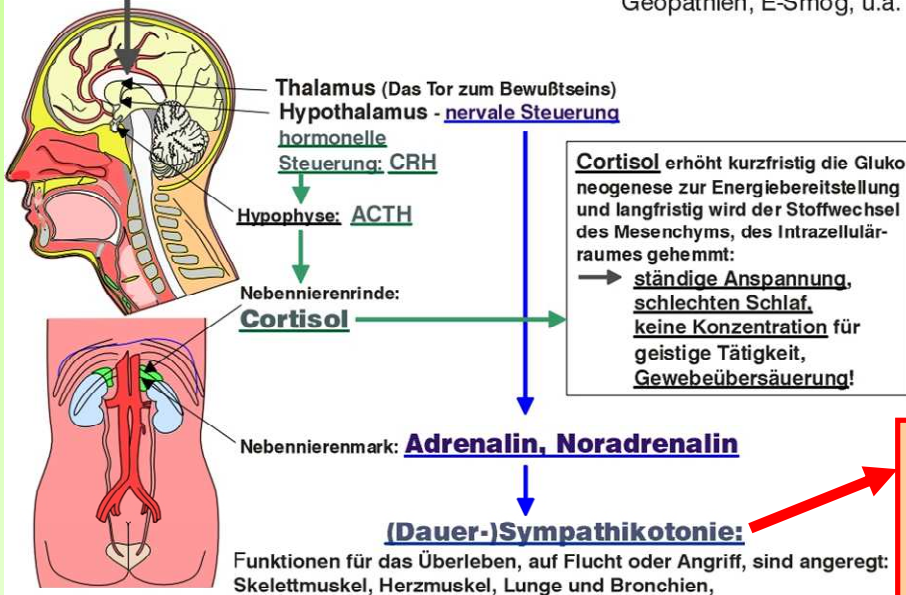 Geopathien, E-Smog, u.a.
Thalamus (Das Tor zum Bewußtseins)
Hypothalamus - nervale Steuerung
hormonelle
Steuerung: CRH
Hypophyse: ACTH
Nebennierenrinde:
Cortisol
Cortisol erhöht kurzfristig die Gluko
neogenese zur Energiebereitstellung
und langfristig wird der Stoffwechsel
des Mesenchyms, des Intrazellulär-
raumes gehemmt:
ständige Anspannung,
schlechten Schlaf,
keine Konzentration für
geistige Tätigkeit,
Gewebeübersäuerung!
Nebennierenmark: Adrenalin, Noradrenalin
(Dauer-)Sympathikotonie:
Funktionen für das Überleben, auf Flucht oder Angriff, sind angeregt:
Skelettmuskel, Herzmuskel, Lunge und Bronchien,